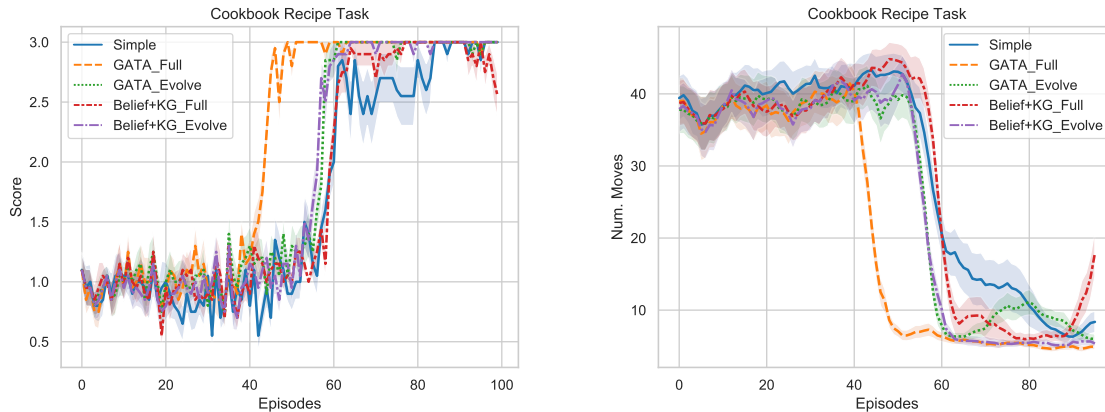 Cookbook Recipe Task
Score
3.0
2.5
2.0
1.5
1.0
0.5
Simple
GATA_Full
GATA_Evolve
Belief+KG_Full
Belief+KG_Evolve
0 20 40 60 80 100
Episodes
Cookbook Recipe Task
Num. Moves
40
30
20
10
Simple
GATA_Full
GATA_Evolve
Belief+KG_Full
Belief+KG_Evolve
0 20 40 60 80
Episodes